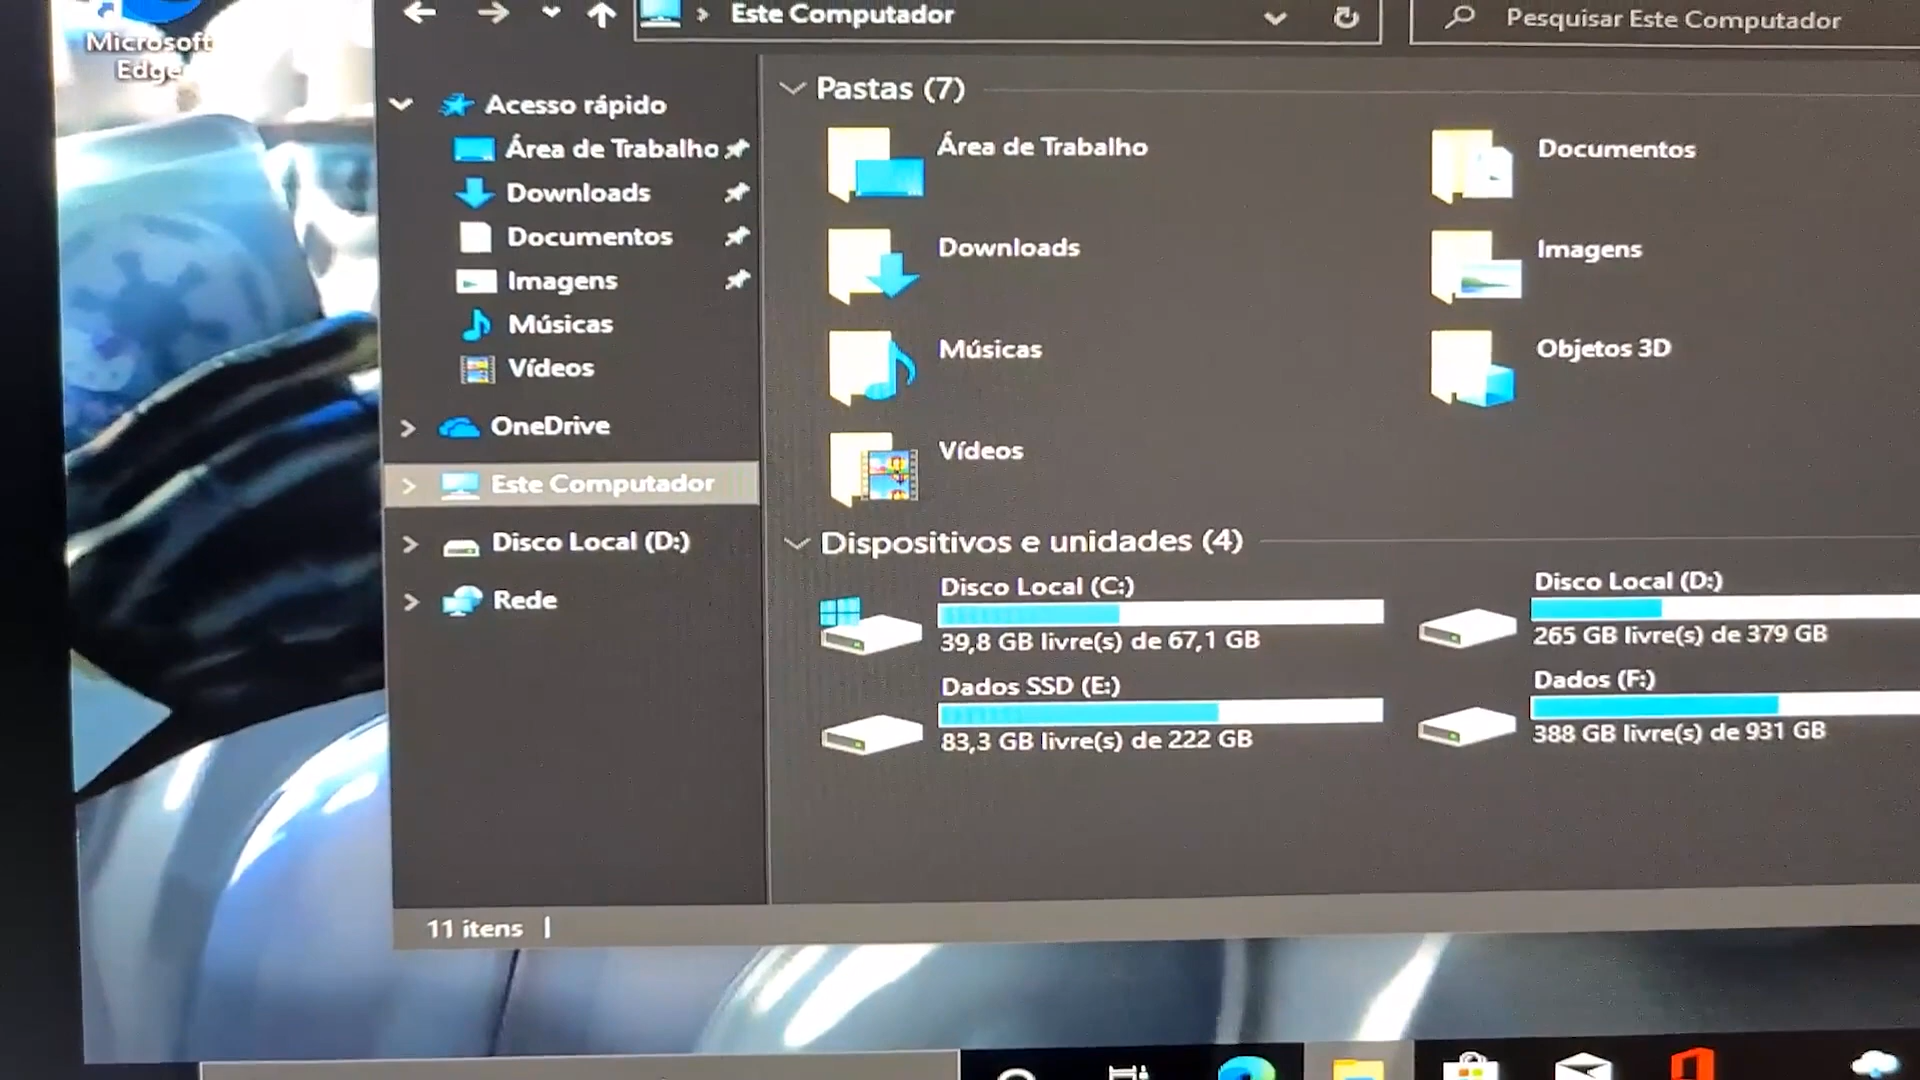 Microsoft
Edge
Este Computador
Pesquisar Este Computador
Acesso rápido
Área de Trabalho
Downloads
Documentos
Imagens
Músicas
Vídeos
OneDrive
Este Computador
Disco Local (D:)
Rede
Pastas (7)
Área de Trabalho
Documentos
Downloads
Imagens
Músicas
Objetos 3D
Vídeos
Dispositivos e unidades (4)
Disco Local (C:)
39,8 GB livre(s) de 67,1 GB
Disco Local (D:)
265 GB livre(s) de 379 GB
Dados SSD (E:)
83,3 GB livre(s) de 222 GB
Dados (F:)
388 GB livre(s) de 931 GB
11 itens